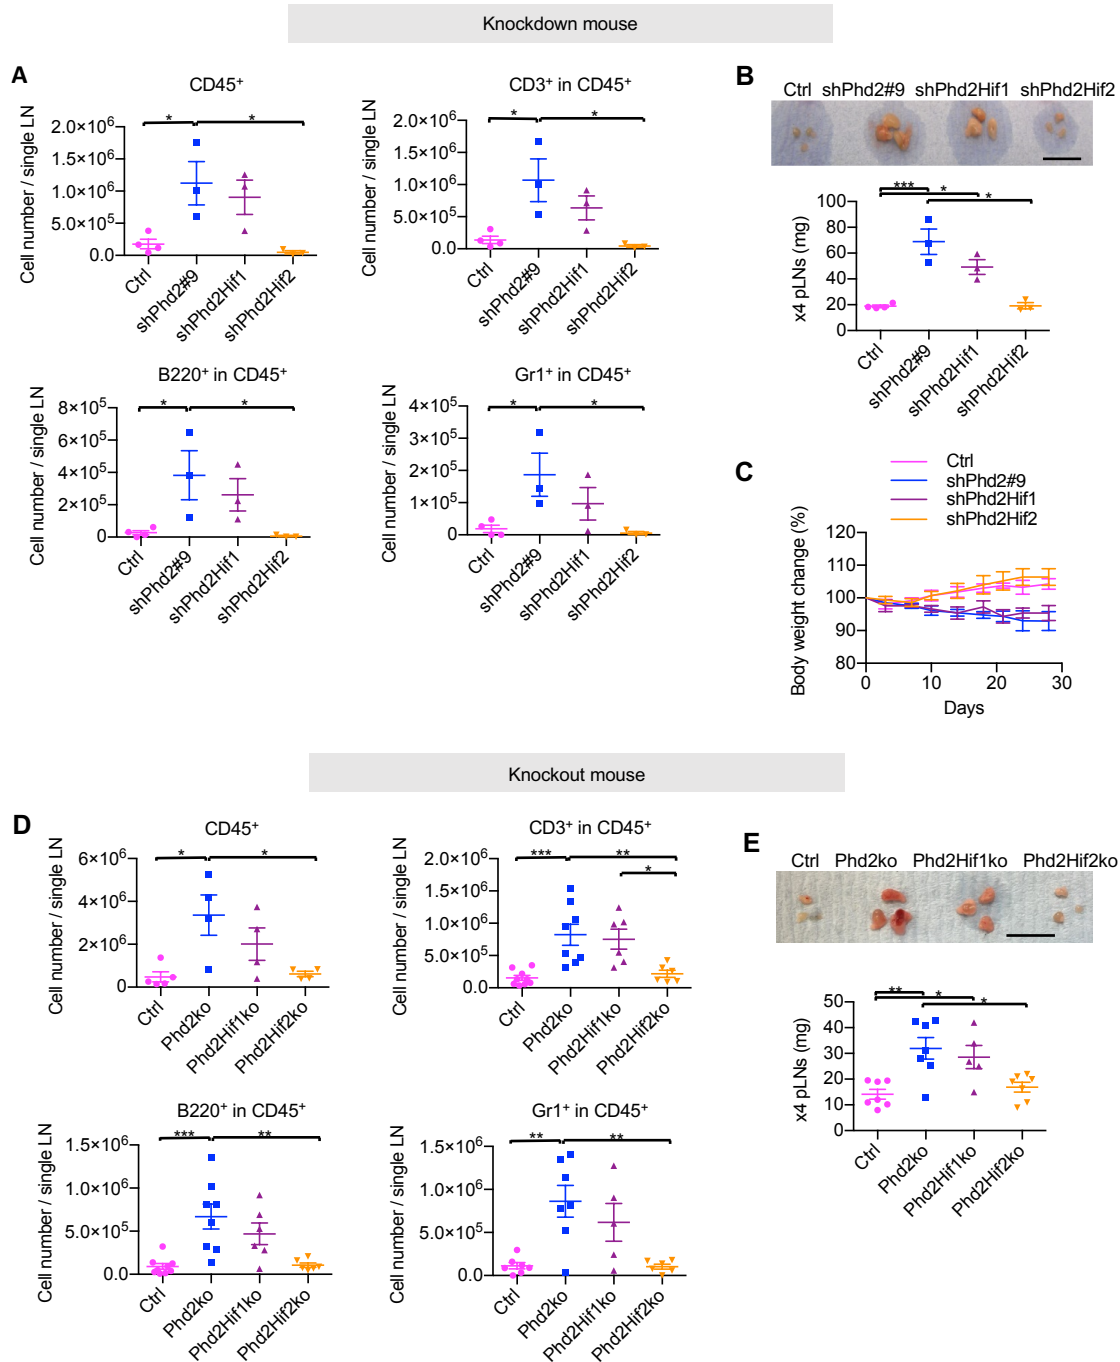 Knockdown mouse
A
CD45⁺
Cell number / single LN
2.0×10⁶
1.5×10⁶
1.0×10⁶
5.0×10⁵
0.0
*
*
Ctrl
shPhd2#9
shPhd2Hif1
shPhd2Hif2
CD3⁺ in CD45⁺
Cell number / single LN
2.0×10⁶
1.5×10⁶
1.0×10⁶
5.0×10⁵
0.0
*
*
Ctrl
shPhd2#9
shPhd2Hif1
shPhd2Hif2
B220⁺ in CD45⁺
Cell number / single LN
8×10⁵
6×10⁵
4×10⁵
2×10⁵
0
*
*
Ctrl
shPhd2#9
shPhd2Hif1
shPhd2Hif2
Gr1⁺ in CD45⁺
Cell number / single LN
4×10⁵
3×10⁵
2×10⁵
1×10⁵
0
*
*
Ctrl
shPhd2#9
shPhd2Hif1
shPhd2Hif2
B
Ctrl shPhd2#9 shPhd2Hif1 shPhd2Hif2
x4 pLNs (mg)
100
80
60
40
20
0
***
*
*
Ctrl
shPhd2#9
shPhd2Hif1
shPhd2Hif2
C
Ctrl
shPhd2#9
shPhd2Hif1
shPhd2Hif2
Body weight change (%)
120
110
100
90
80
0 10 20 30
Days
Knockout mouse
D
CD45⁺
Cell number / single LN
6×10⁶
4×10⁶
2×10⁶
0
*
*
Ctrl
Phd2ko
Phd2Hif1ko
Phd2Hif2ko
CD3⁺ in CD45⁺
Cell number / single LN
2.0×10⁶
1.5×10⁶
1.0×10⁶
5.0×10⁵
0.0
***
**
*
Ctrl
Phd2ko
Phd2Hif1ko
Phd2Hif2ko
B220⁺ in CD45⁺
Cell number / single LN
1.5×10⁶
1.0×10⁶
5.0×10⁵
0.0
***
**
Ctrl
Phd2ko
Phd2Hif1ko
Phd2Hif2ko
Gr1⁺ in CD45⁺
Cell number / single LN
1.5×10⁶
1.0×10⁶
5.0×10⁵
0.0
**
**
Ctrl
Phd2ko
Phd2Hif1ko
Phd2Hif2ko
E
Ctrl Phd2ko Phd2Hif1ko Phd2Hif2ko
x4 pLNs (mg)
50
40
30
20
10
0
**
*
*
Ctrl
Phd2ko
Phd2Hif1ko
Phd2Hif2ko